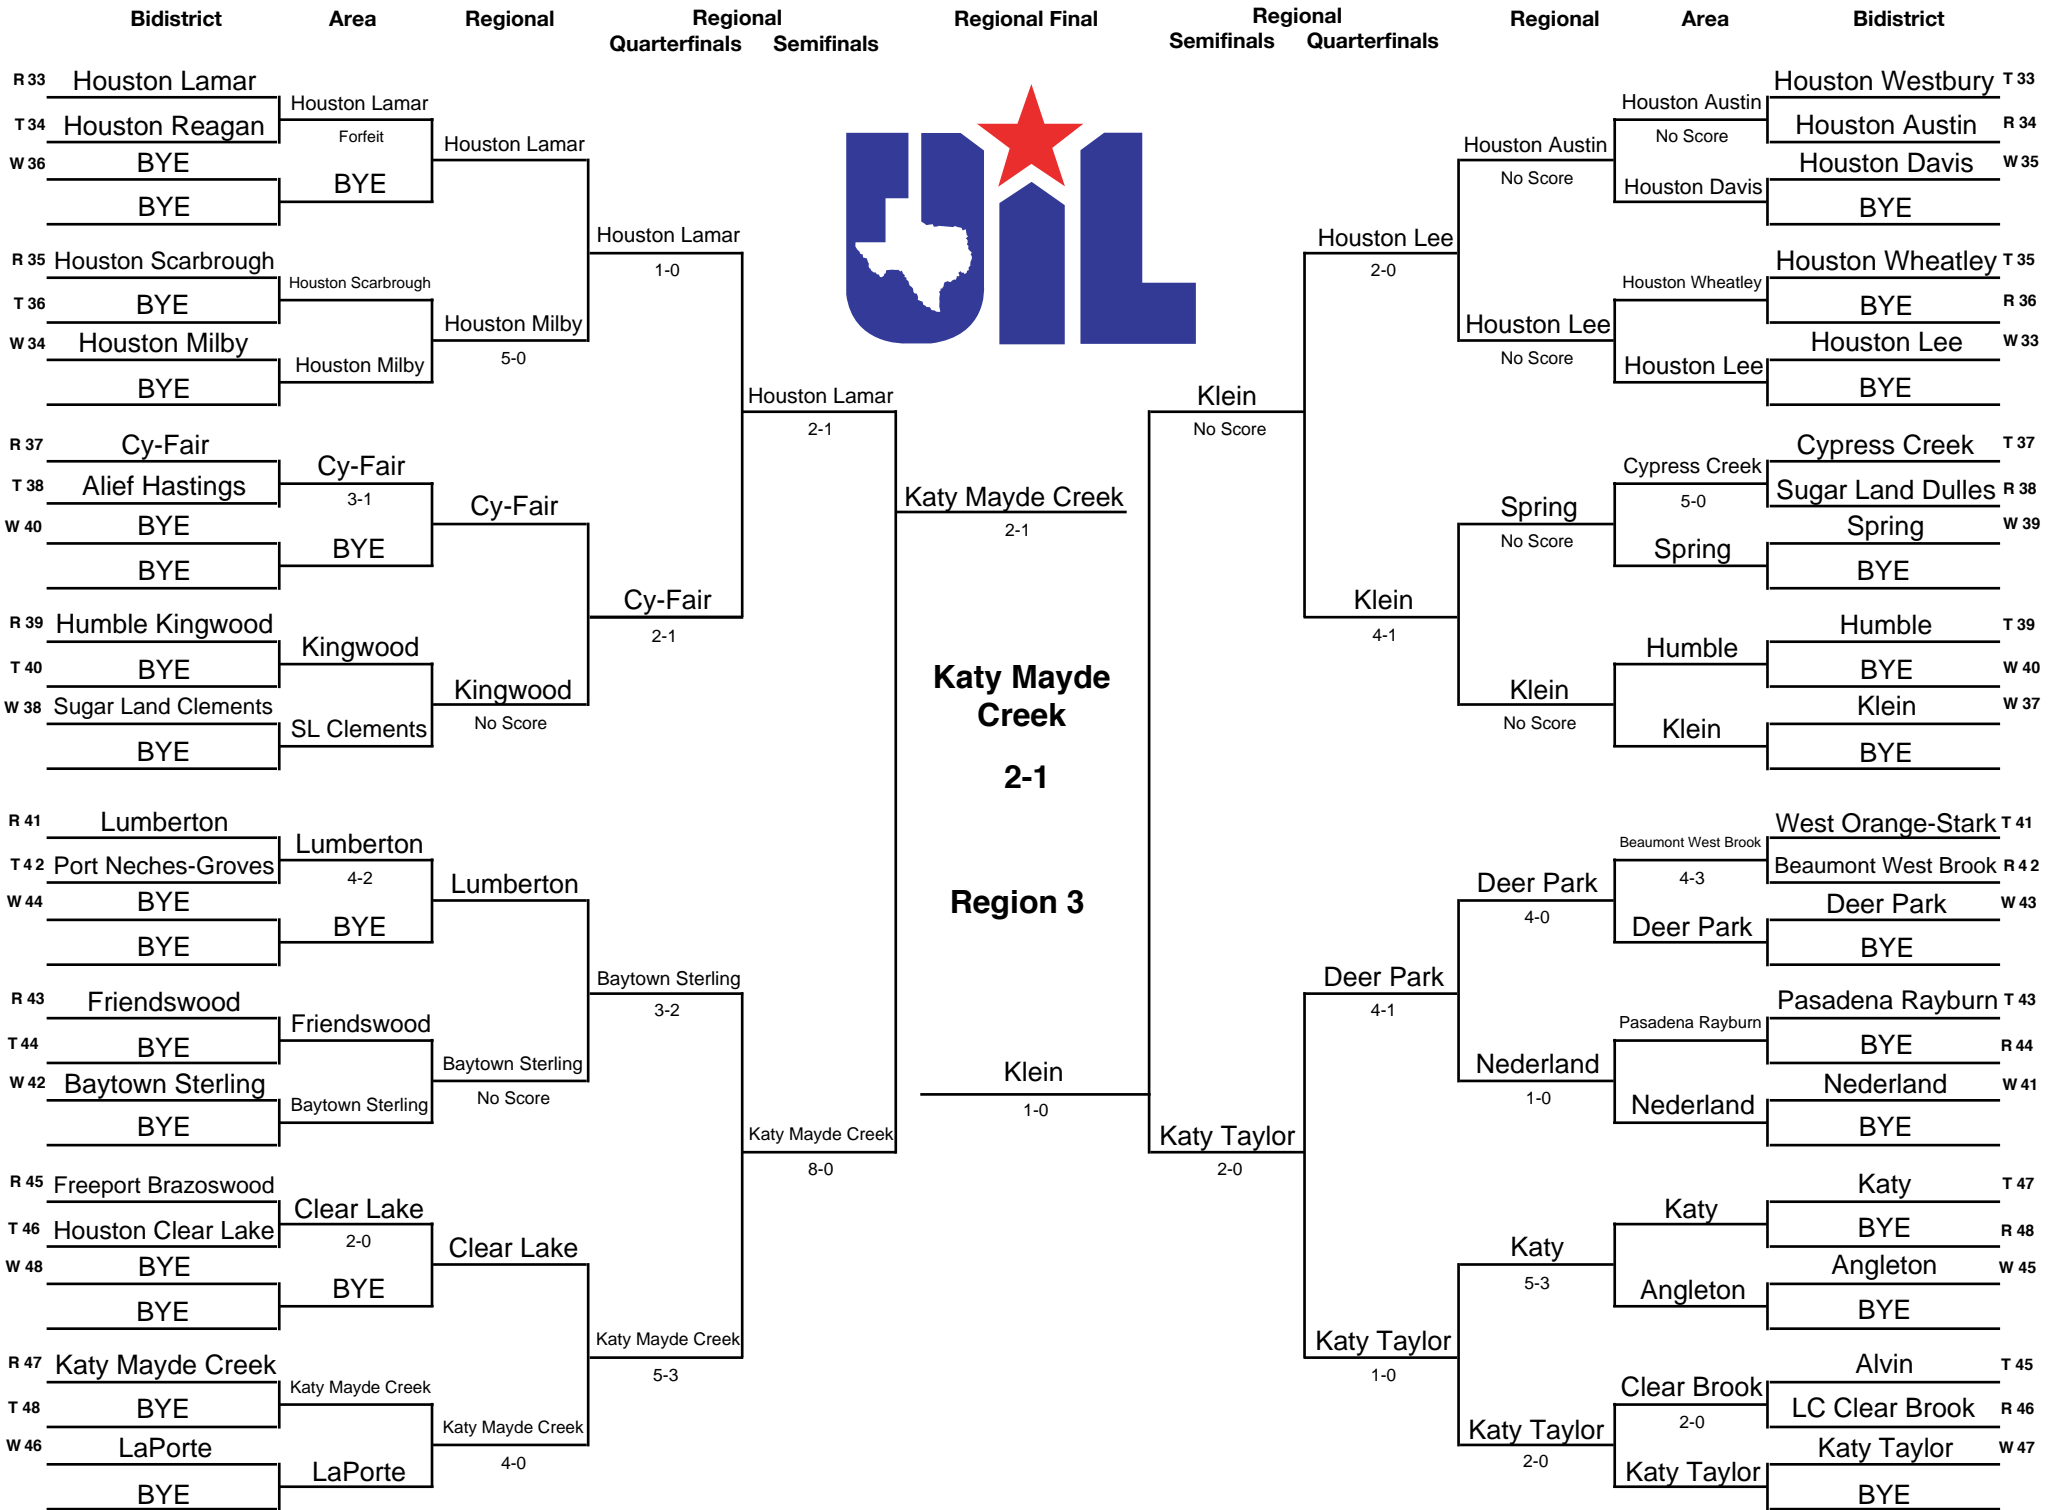 Bidistrict Area Regional Regional Regional Final Regional Regional Area Bidistrict
Quarterfinals Semifinals Semifinals Quarterfinals
R 33 Houston Lamar
T 34 Houston Reagan
W 36 BYE
BYE
R 35 Houston Scarbrough
T 36 BYE
W 34 Houston Milby
BYE
R 37 Cy-Fair
T 38 Alief Hastings
W 40 BYE
BYE
R 39 Humble Kingwood
T 40 BYE
W 38 Sugar Land Clements
BYE
R 41 Lumberton
T 42 Port Neches-Groves
W 44 BYE
BYE
R 43 Friendswood
T 44 BYE
W 42 Baytown Sterling
BYE
R 45 Freeport Brazoswood
T 46 Houston Clear Lake
W 48 BYE
BYE
R 47 Katy Mayde Creek
T 48 BYE
W 46 LaPorte
BYE
Houston Lamar
Forfeit
BYE
Houston Scarbrough
Houston Milby
Cy-Fair
3-1
BYE
Kingwood
SL Clements
Lumberton
4-2
BYE
Friendswood
Baytown Sterling
Clear Lake
2-0
BYE
Katy Mayde Creek
LaPorte
Houston Lamar
Houston Milby
5-0
Cy-Fair
Kingwood
No Score
Lumberton
Baytown Sterling
No Score
Clear Lake
Katy Mayde Creek
4-0
Houston Lamar
1-0
Cy-Fair
2-1
Baytown Sterling
3-2
Katy Mayde Creek
5-3
Houston Lamar
2-1
Katy Mayde Creek
8-0
UIL
Katy Mayde Creek
2-1
Katy Mayde
Creek
2-1
Region 3
Klein
1-0
Klein
No Score
Katy Taylor
2-0
Houston Lee
2-0
Klein
4-1
Deer Park
4-1
Katy Taylor
1-0
Houston Austin
No Score
Houston Lee
No Score
Spring
No Score
Klein
No Score
Deer Park
4-0
Nederland
1-0
Katy
5-3
Katy Taylor
2-0
Houston Austin
No Score
Houston Davis
Houston Wheatley
Houston Lee
Cypress Creek
5-0
Spring
Humble
Klein
Beaumont West Brook
4-3
Deer Park
Pasadena Rayburn
Nederland
Katy
Angleton
Clear Brook
2-0
Katy Taylor
Houston Westbury T 33
Houston Austin R 34
Houston Davis W 35
BYE
Houston Wheatley T 35
BYE R 36
Houston Lee W 33
BYE
Cypress Creek T 37
Sugar Land Dulles R 38
Spring W 39
BYE
Humble T 39
BYE W 40
Klein W 37
BYE
West Orange-Stark T 41
Beaumont West Brook R 42
Deer Park W 43
BYE
Pasadena Rayburn T 43
BYE R 44
Nederland W 41
BYE
Katy T 47
BYE R 48
Angleton W 45
BYE
Alvin T 45
LC Clear Brook R 46
Katy Taylor W 47
BYE